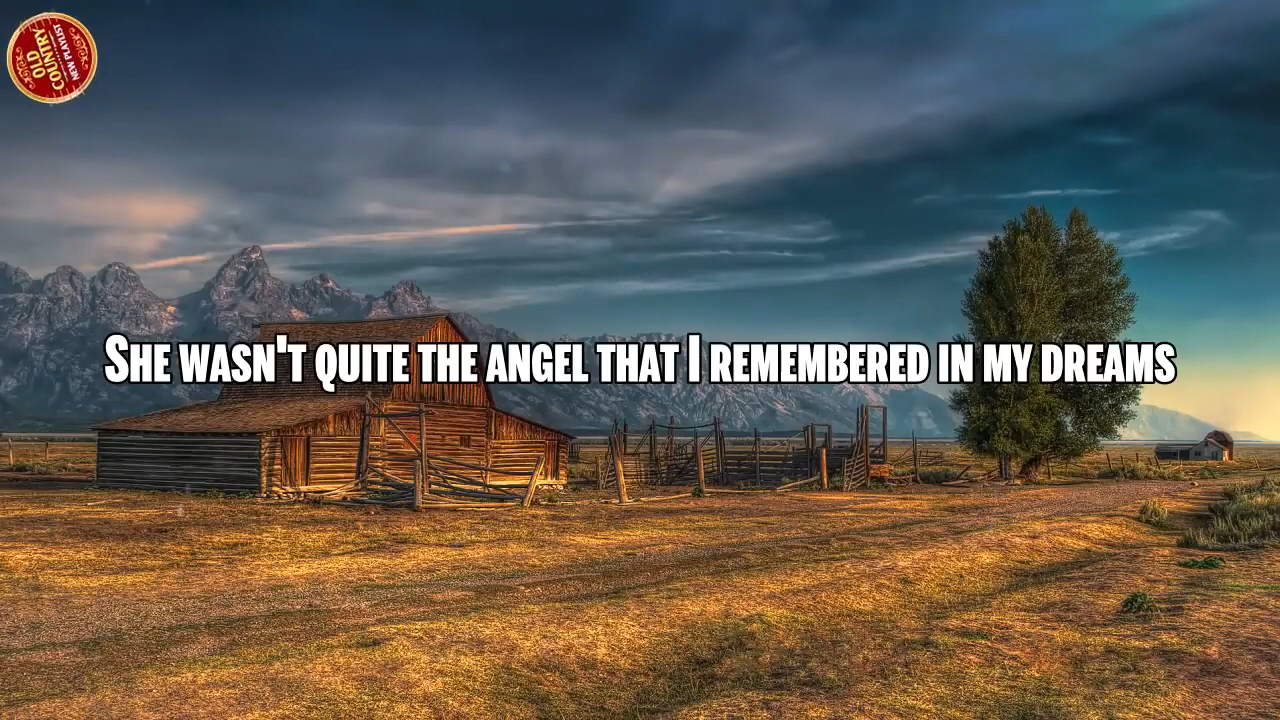 OLD
COUNTRY
NEW PLAYLIST
She wasn't quite the angel that I remembered in my dreams